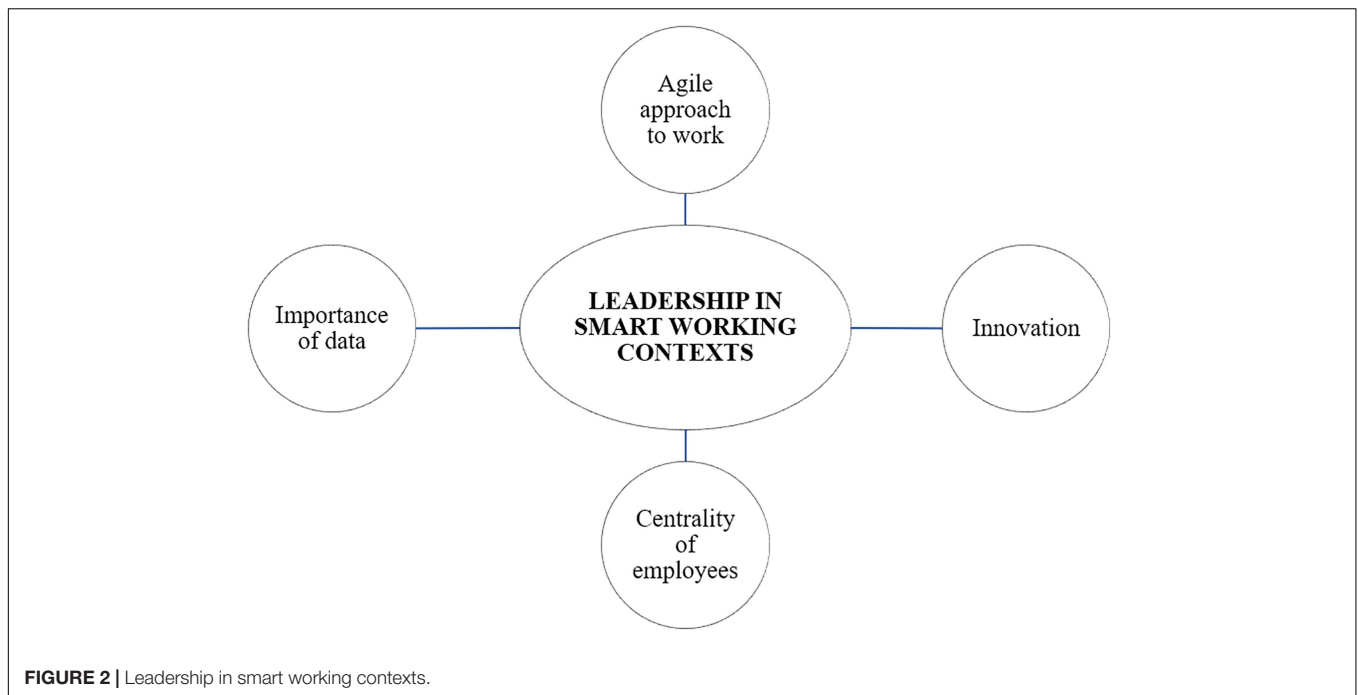 Agile
approach
to work
Importance
of data
LEADERSHIP IN
SMART WORKING
CONTEXTS
Innovation
Centrality
of
employees
FIGURE 2 | Leadership in smart working contexts.